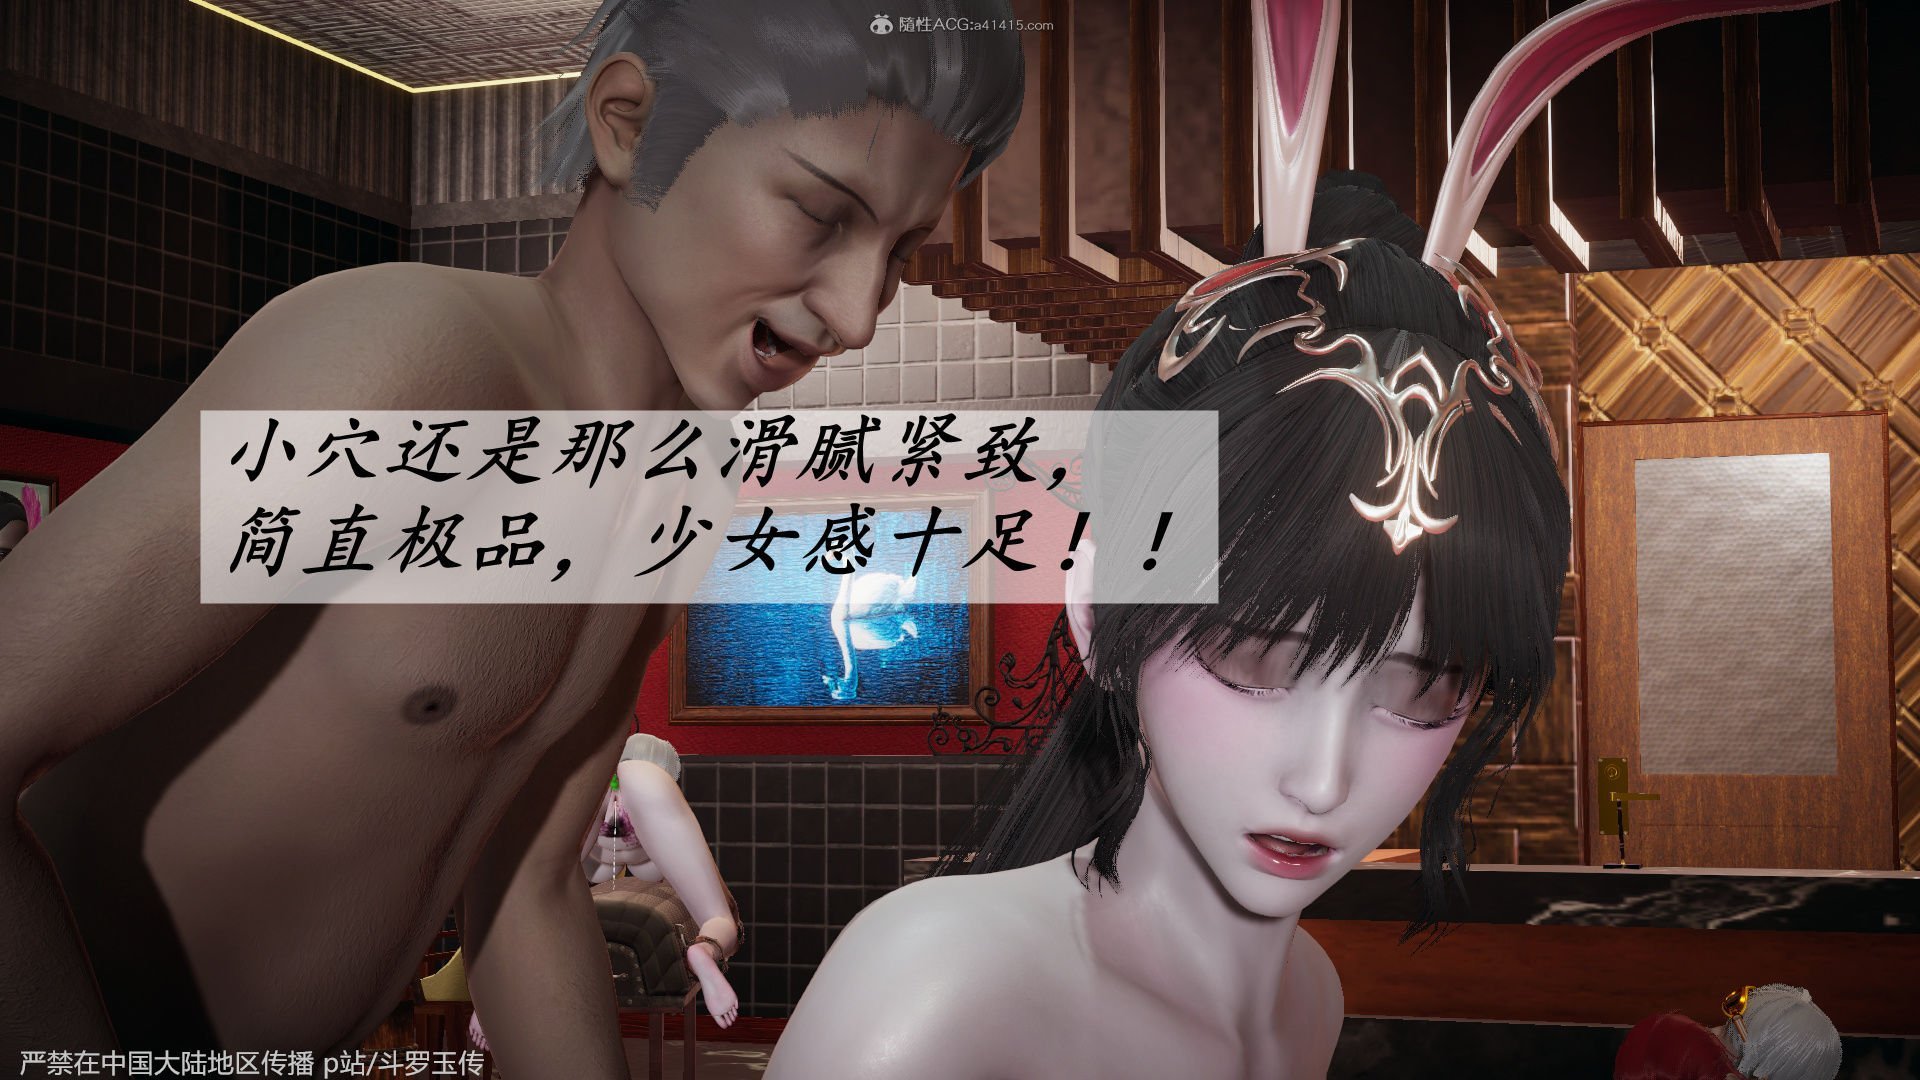 隨性ACG:a41415.com
小穴还是那么滑腻紧致，
简直极品，少女感十足！！
严禁在中国大陆地区传播 p站/斗罗玉传